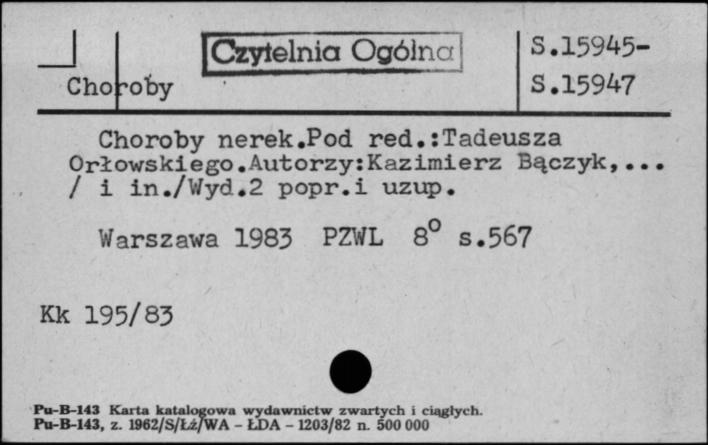 Czytelnia Ogólna
S.15945-
Choroby
S.15947
Choroby nerek.Pod red.:Tadeusza
Orłowskiego.Autorzy:Kazimierz Bączyk,...
/ i in./Wyd.2 popr.i uzup.
Warszawa 1983 PZWL 8° s.567
Kk 195/83
Pu-B-143 Karta katalogowa wydawnictw zwartych i ciągłych.
Pu-B-143, z. 1962/S/Łź/WA - ŁDA - 1203/82 n. 500 000